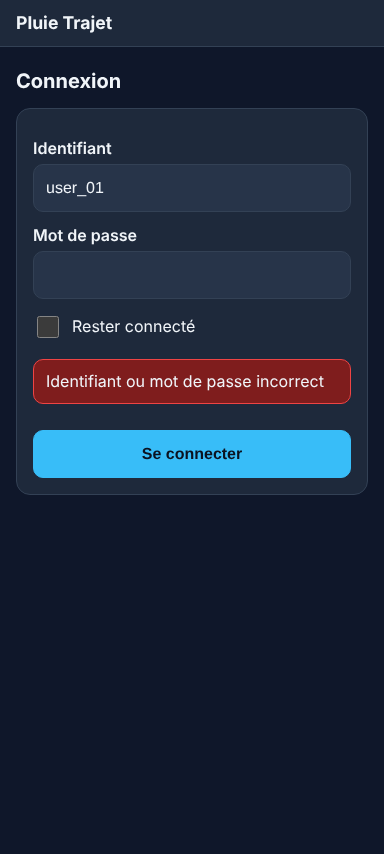 Pluie Trajet
Connexion
Identifiant
user_01
Mot de passe
Rester connecté
Identifiant ou mot de passe incorrect
Se connecter